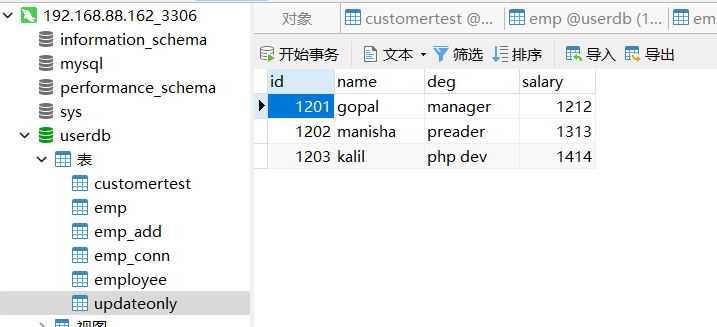 192.168.88.162_3306
information_schema
mysql
performance_schema
sys
userdb
表
customertest
emp
emp_add
emp_conn
employee
updateonly
视图
对象 customertest @... emp @userdb (1... em
开始事务 文本 筛选 排序 导入 导出
id name deg salary
1201 gopal manager 1212
1202 manisha preader 1313
1203 kalil php dev 1414